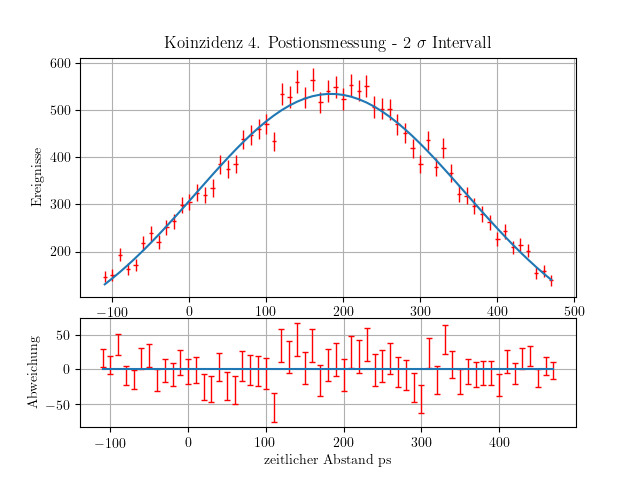 Koinzidenz 4. Postionsmessung - 2 σ Intervall
600
500
400
300
200
Ereignisse
−100 0 100 200 300 400 500
50
0
−50
Abweichung
−100 0 100 200 300 400
zeitlicher Abstand ps